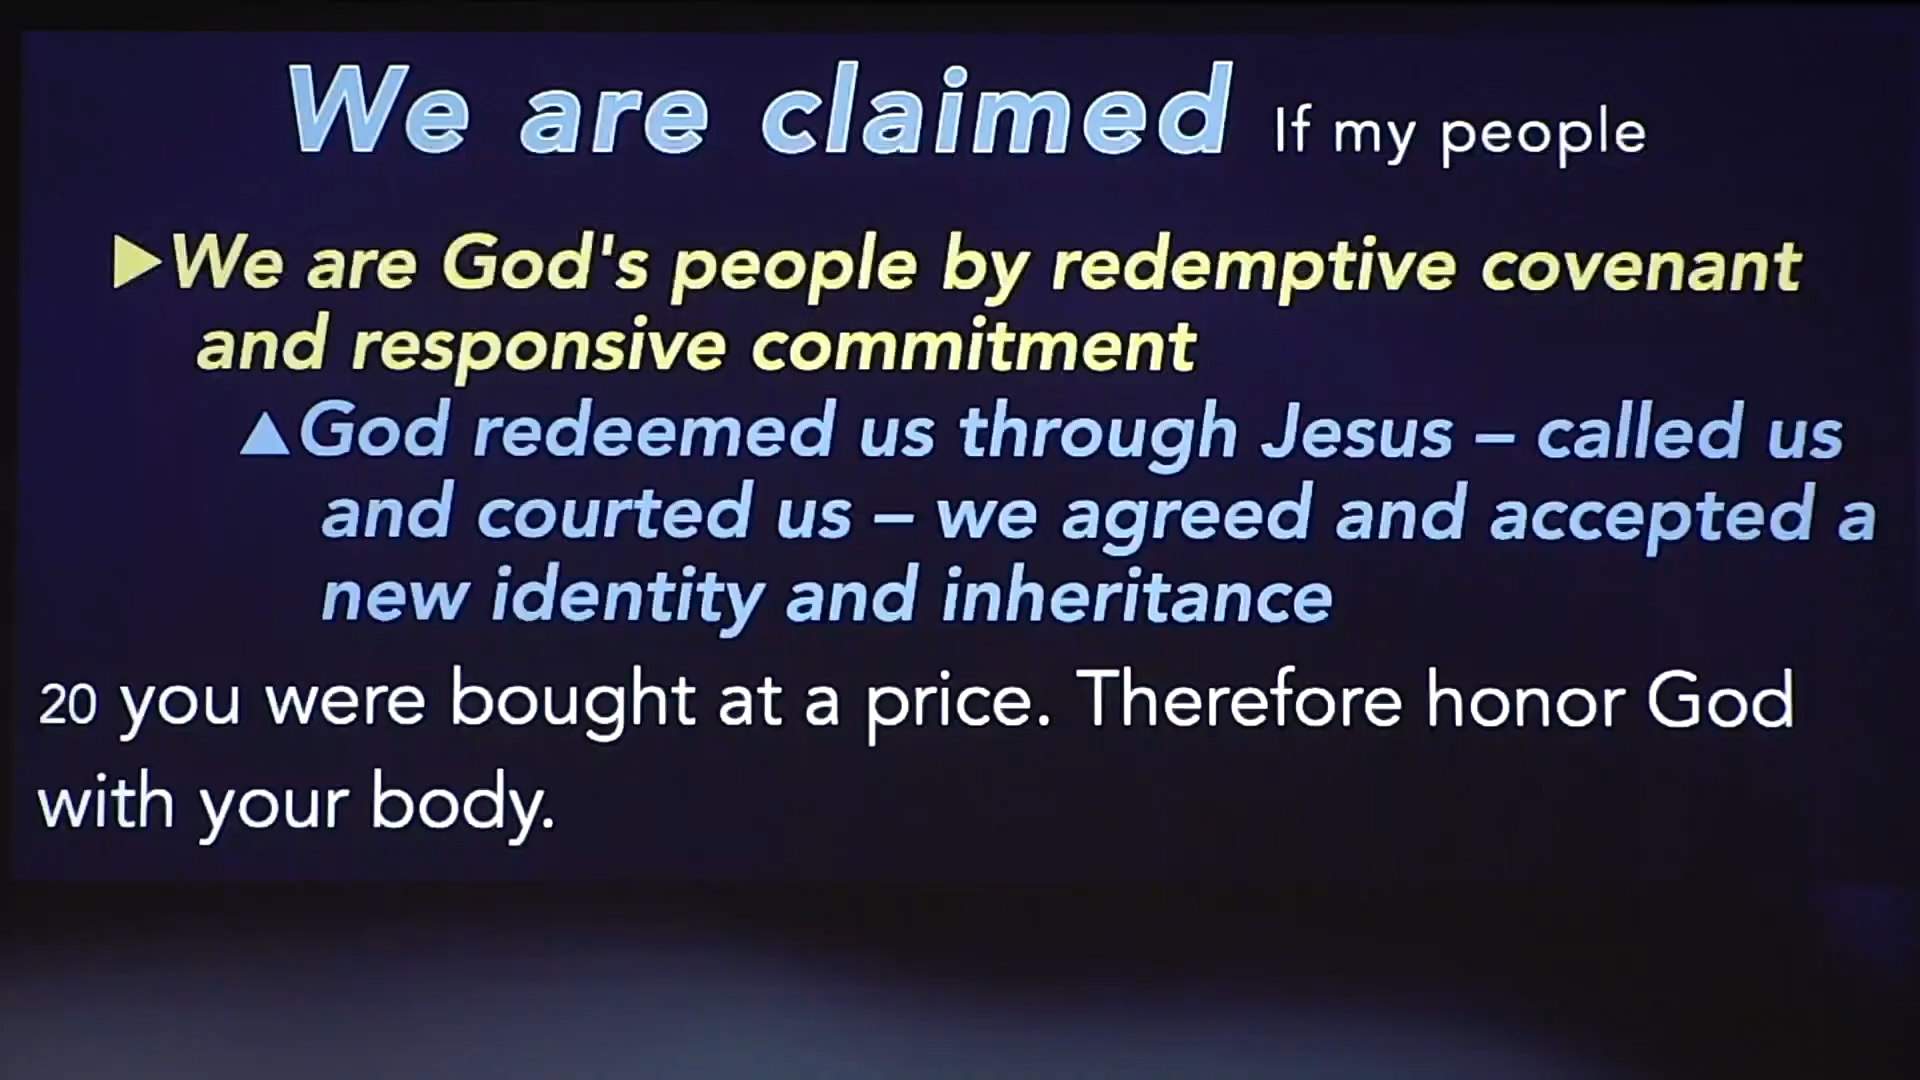 We are claimed If my people
▶We are God's people by redemptive covenant
and responsive commitment
▲God redeemed us through Jesus – called us
and courted us – we agreed and accepted a
new identity and inheritance
20 you were bought at a price. Therefore honor God
with your body.